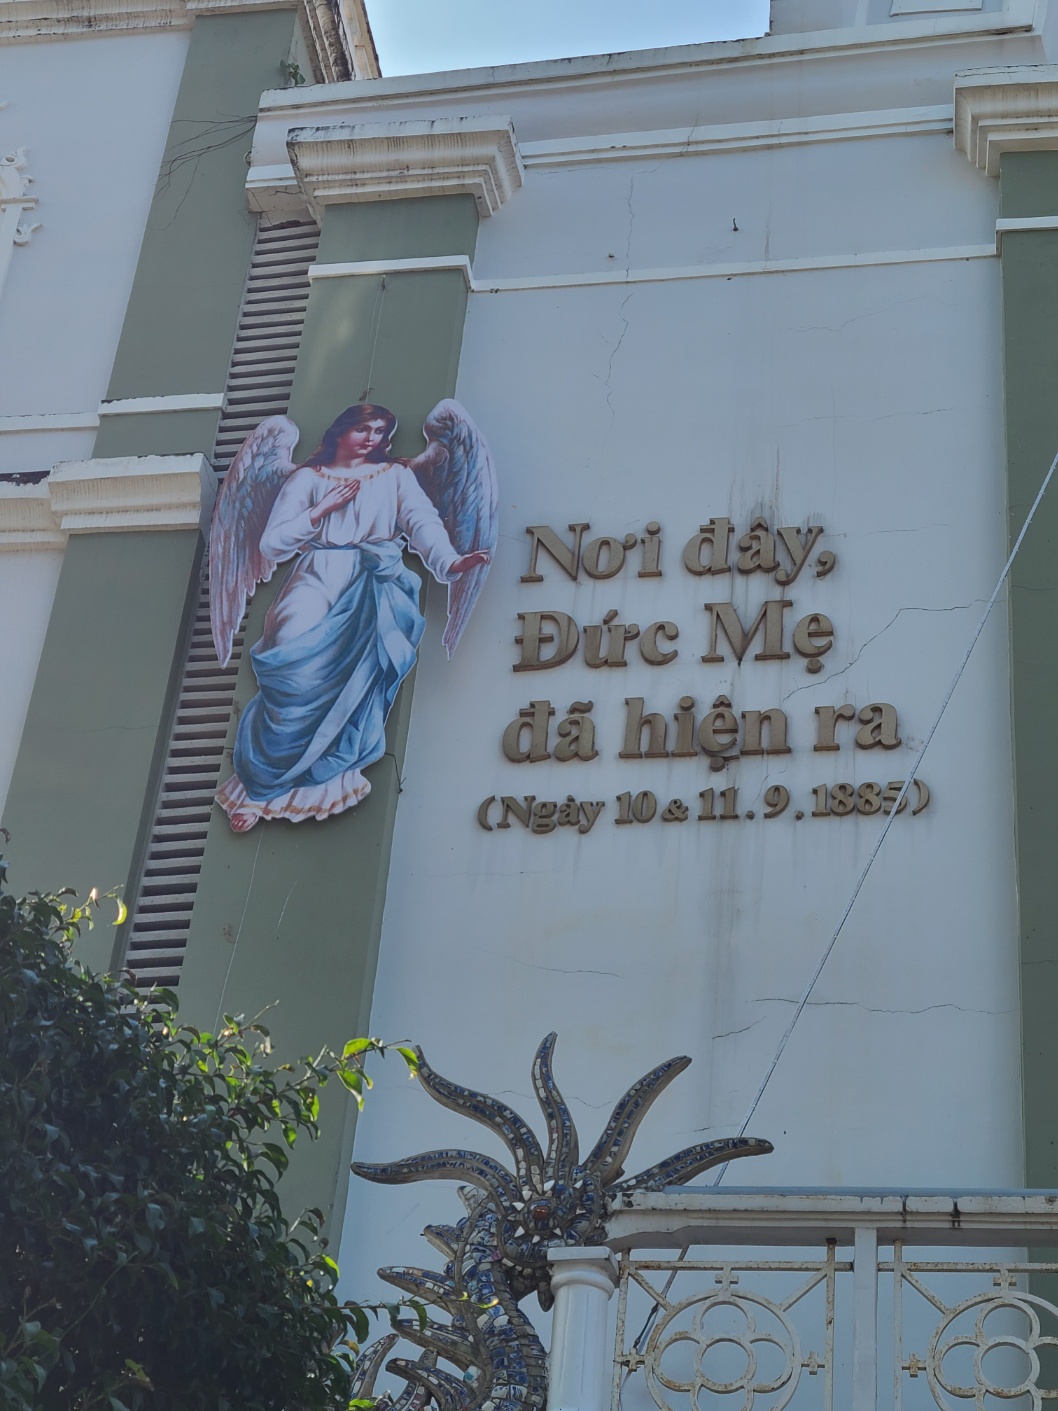 Nơi đây,
Đức Mẹ
đã hiện ra
(Ngày 10 & 11.9.1885)